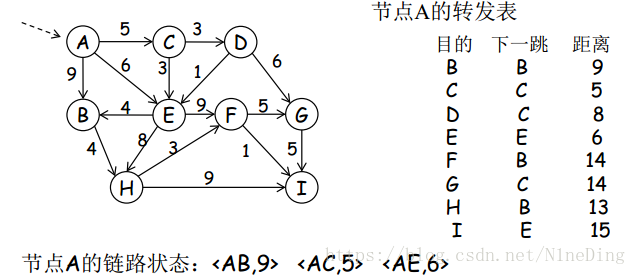 节点A的转发表
目的 下一跳 距离
B B 9
C C 5
D C 8
E E 6
F B 14
G C 14
H B 13
I E 15
A 5 C 3 D
9 6 3 1 6
B 4 E 9 F 5 G
4 8 3 1 5
H 9 I
节点A的链路状态：<AB,9> <AC,5> <AE,6>
https://blog.csdn.net/N1neDing